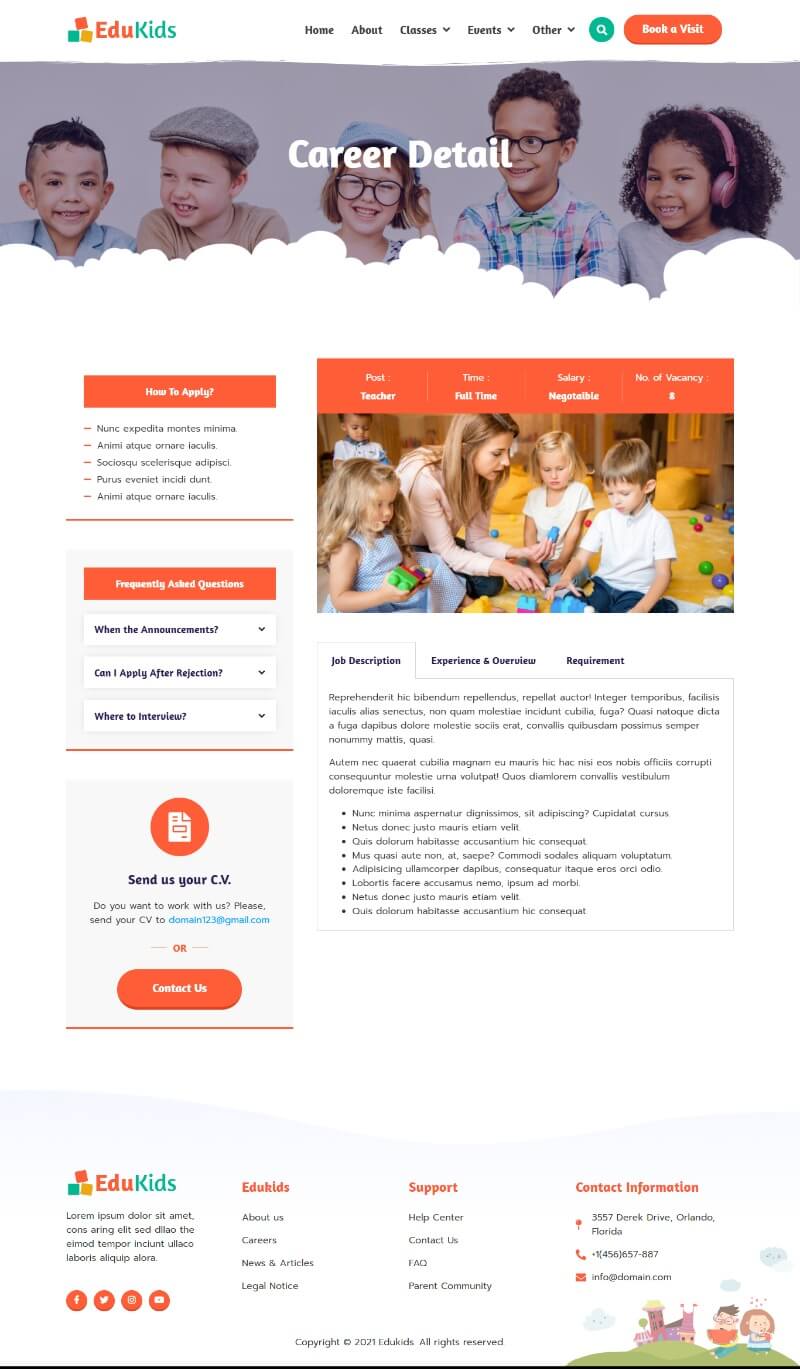 EduKids
Home
About
Classes
Events
Other
Book a Visit
Career Detail
How To Apply?
Nunc expedita montes minima.
Animi atque ornare iaculis.
Sociosqu scelerisque adipisci.
Purus eveniet incidi dunt.
Animi atque ornare iaculis.
Frequently Asked Questions
When the Announcements?
Can I Apply After Rejection?
Where to Interview?
Send us your C.V.
Do you want to work with us? Please,
send your CV to domain123@gmail.com
OR
Contact Us
Post :
Teacher
Time :
Full Time
Salary :
Negotaible
No. of Vacancy :
8
Job Description
Experience & Overview
Requirement
Reprehenderit hic bibendum repellendus, repellat auctor! Integer temporibus, facilisis
iaculis alias senectus, non quam molestiae incidunt cubilia, fuga? Quasi natoque dicta
a fuga dapibus dolore molestie sociis erat, convallis quibusdam possimus semper
nonummy mattis, quasi.
Autem nec quaerat cubilia magnam eu mauris hic hac nisi eos nobis officiis corrupti
consequuntur molestie urna volutpat! Quos diamlorem convallis vestibulum
doloremque iste facilisi.
Nunc minima aspernatur dignissimos, sit adipiscing? Cupidatat cursus
Netus donec justo mauris etiam velit.
Quis dolorum habitasse accusantium hic consequat.
Mus quasi aute non, at, saepe? Commodi sodales aliquam voluptatum.
Adipisicing ullamcorper dapibus, consequatur itaque eros orci odio.
Lobortis facere accusamus nemo, ipsum ad morbi.
Netus donec justo mauris etiam velit.
Quis dolorum habitasse accusantium hic consequat
EduKids
Lorem ipsum dolor sit amet,
cons aring elit sed dllao the
eimod tempor inciunt ullaco
laboris aliquip alora.
Edukids
About us
Careers
News & Articles
Legal Notice
Support
Help Center
Contact Us
FAQ
Parent Community
Contact Information
3557 Derek Drive, Orlando,
Florida
+1(456)657-887
info@domain.com
Copyright © 2021 Edukids. All rights reserved.